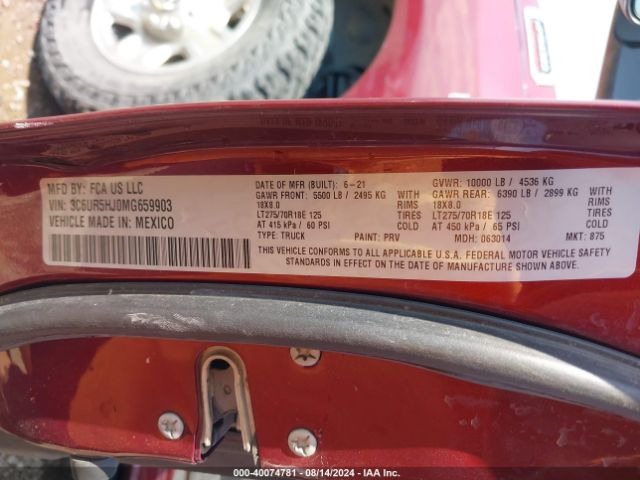 MFD BY: FCA US LLC
VIN: 3C6UR5HJ0MG659903
VEHICLE MADE IN: MEXICO
DATE OF MFR (BUILT): 6-21
GVWR: 10000 LB / 4536 KG
GAWR FRONT: 5500 LB / 2495 KG WITH
GAWR REAR: 6390 LB / 2899 KG WITH
18X8.0 RIMS
18X8.0 RIMS
LT275/70R18E 125 TIRES
LT275/70R18E 125 TIRES
AT 415 kPa / 60 PSI COLD
AT 450 kPa / 65 PSI COLD
TYPE: TRUCK PAINT: PRV MDH: 063014 MKT: 875
THIS VEHICLE CONFORMS TO ALL APPLICABLE U.S.A. FEDERAL MOTOR VEHICLE SAFETY
STANDARDS IN EFFECT ON THE DATE OF MANUFACTURE SHOWN ABOVE.
000-40074781 - 08/14/2024 - IAA Inc.